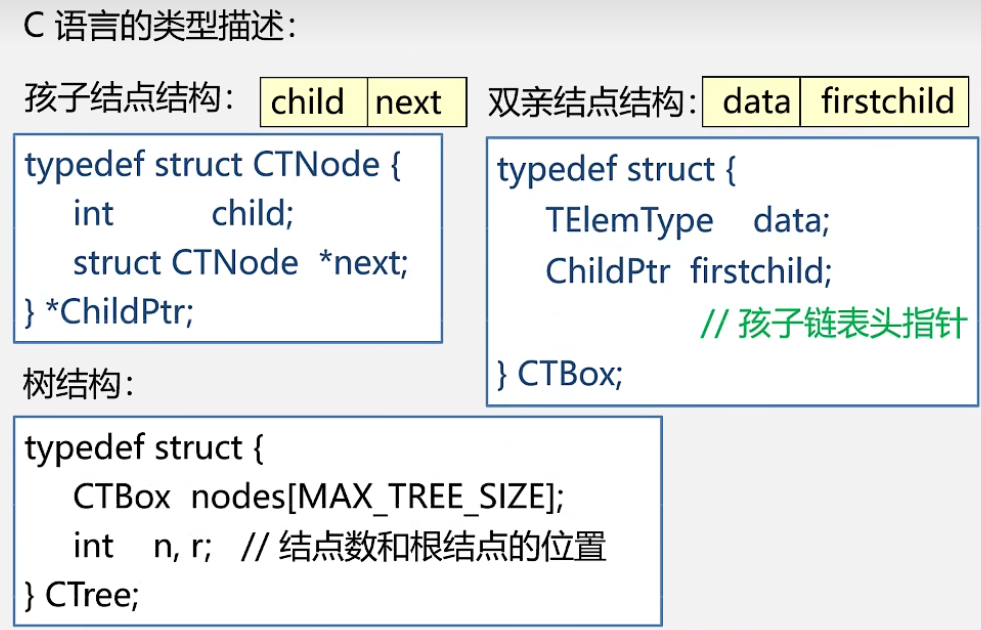 C 语言的类型描述：
孩子结点结构： child next
双亲结点结构： data firstchild
typedef struct CTNode {
int child;
struct CTNode *next;
} *ChildPtr;
typedef struct {
TElemType data;
ChildPtr firstchild;
// 孩子链表头指针
} CTBox;
树结构：
typedef struct {
CTBox nodes[MAX_TREE_SIZE];
int n, r; // 结点数和根结点的位置
} CTree;